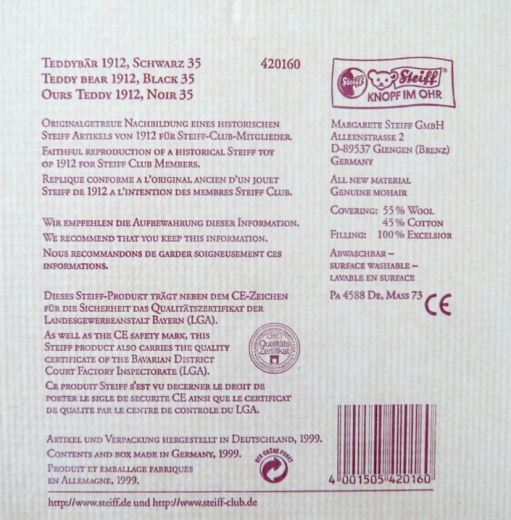 Teddybär 1912, Schwarz 35 420160
Teddy bear 1912, Black 35
Ours Teddy 1912, Noir 35
Originalgetreue Nachbildung eines historischen
Steiff Artikels von 1912 für Steiff-Club-Mitglieder.
Faithful reproduction of a historical Steiff toy
of 1912 for Steiff Club Members.
Replique conforme a l'original ancien d'un jouet
Steiff de 1912 a l'intention des membres Steiff Club.
Wir empfehlen die Aufbewahrung dieser Information.
We recommend that you keep this information.
Nous recommandons de garder soigneusement ces
informations.
Dieses Steiff-Produkt trägt neben dem CE-Zeichen
für die Sicherheit das Qualitätszertifikat der
Landesgewerbeanstalt Bayern (LGA).
As well as the CE safety mark, this
Steiff product also carries the quality
certificate of the Bavarian District
Court Factory Inspectorate (LGA).
Ce produit Steiff s'est vu decerner le droit de
porter le sigle de securite CE ainsi que le certificat
de qualite par le centre de controle du LGA.
Qualitäts
Zertifikat
Artikel und Verpackung hergestellt in Deutschland, 1999.
Contents and box made in Germany, 1999.
Produit et emballage fabriques
en Allemagne, 1999.
DER GRÜNE PUNKT
http://www.steiff.de und http://www.steiff-club.de
Steiff
Steiff®
KNOPF IM OHR
Margarete Steiff GmbH
Alleenstrasse 2
D-89537 Giengen (Brenz)
Germany
All new material
Genuine mohair
Covering: 55% Wool
45% Cotton
Filling: 100% Excelsior
Abwaschbar –
surface washable –
lavable en surface
Pa 4588 De, Mass 73 CE
4 001505 420160